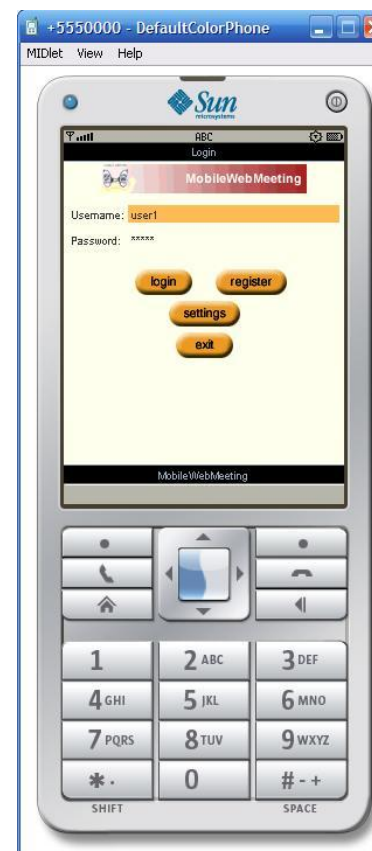 +5550000 - DefaultColorPhone
MIDlet View Help
Sun
microsystems
ABC
Login
MobileWebMeeting
Username: user1
Password: *****
login register
settings
exit
MobileWebMeeting
1 2 ABC 3 DEF
4 GHI 5 JKL 6 MNO
7 PQRS 8 TUV 9 WXYZ
* . 0 # - +
SHIFT SPACE